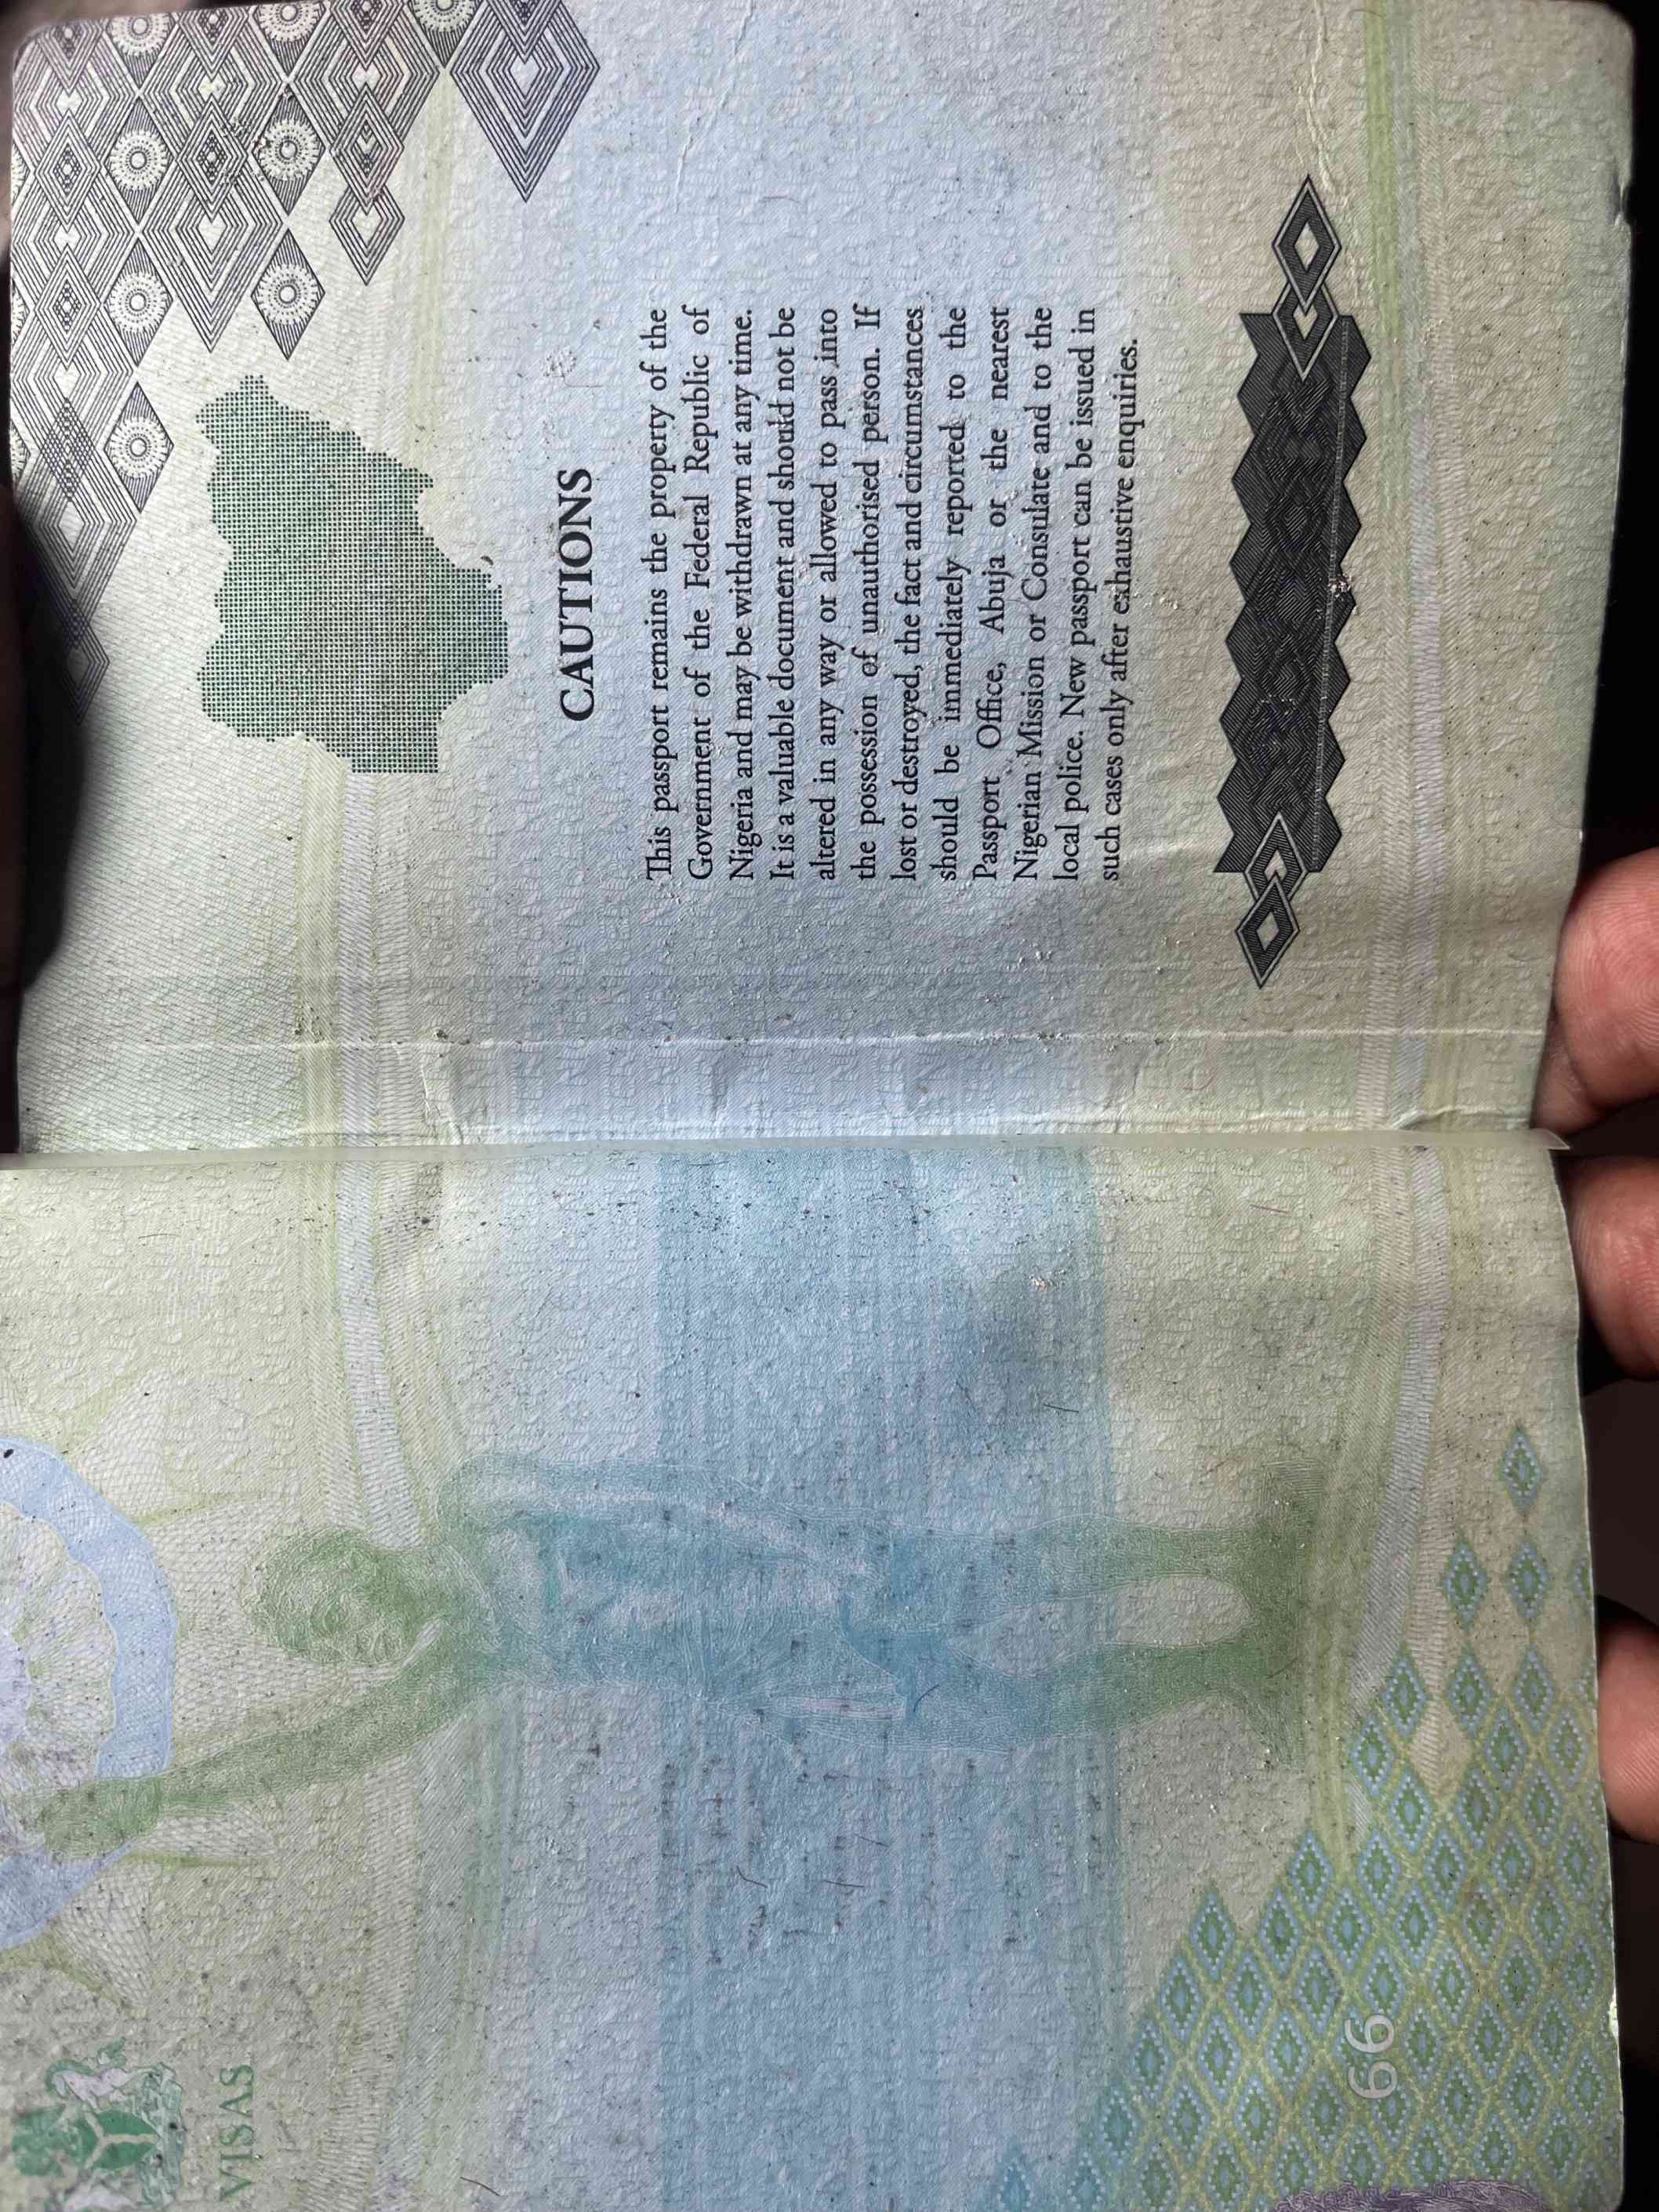 VISAS
66
CAUTIONS
This passport remains the property of the
Government of the Federal Republic of
Nigeria and may be withdrawn at any time.
It is a valuable document and should not be
altered in any way or allowed to pass into
the possession of unauthorised person. If
lost or destroyed, the fact and circumstances
should be immediately reported to the
Passport Office, Abuja or the nearest
Nigerian Mission or Consulate and to the
local police. New passport can be issued in
such cases only after exhaustive enquiries.